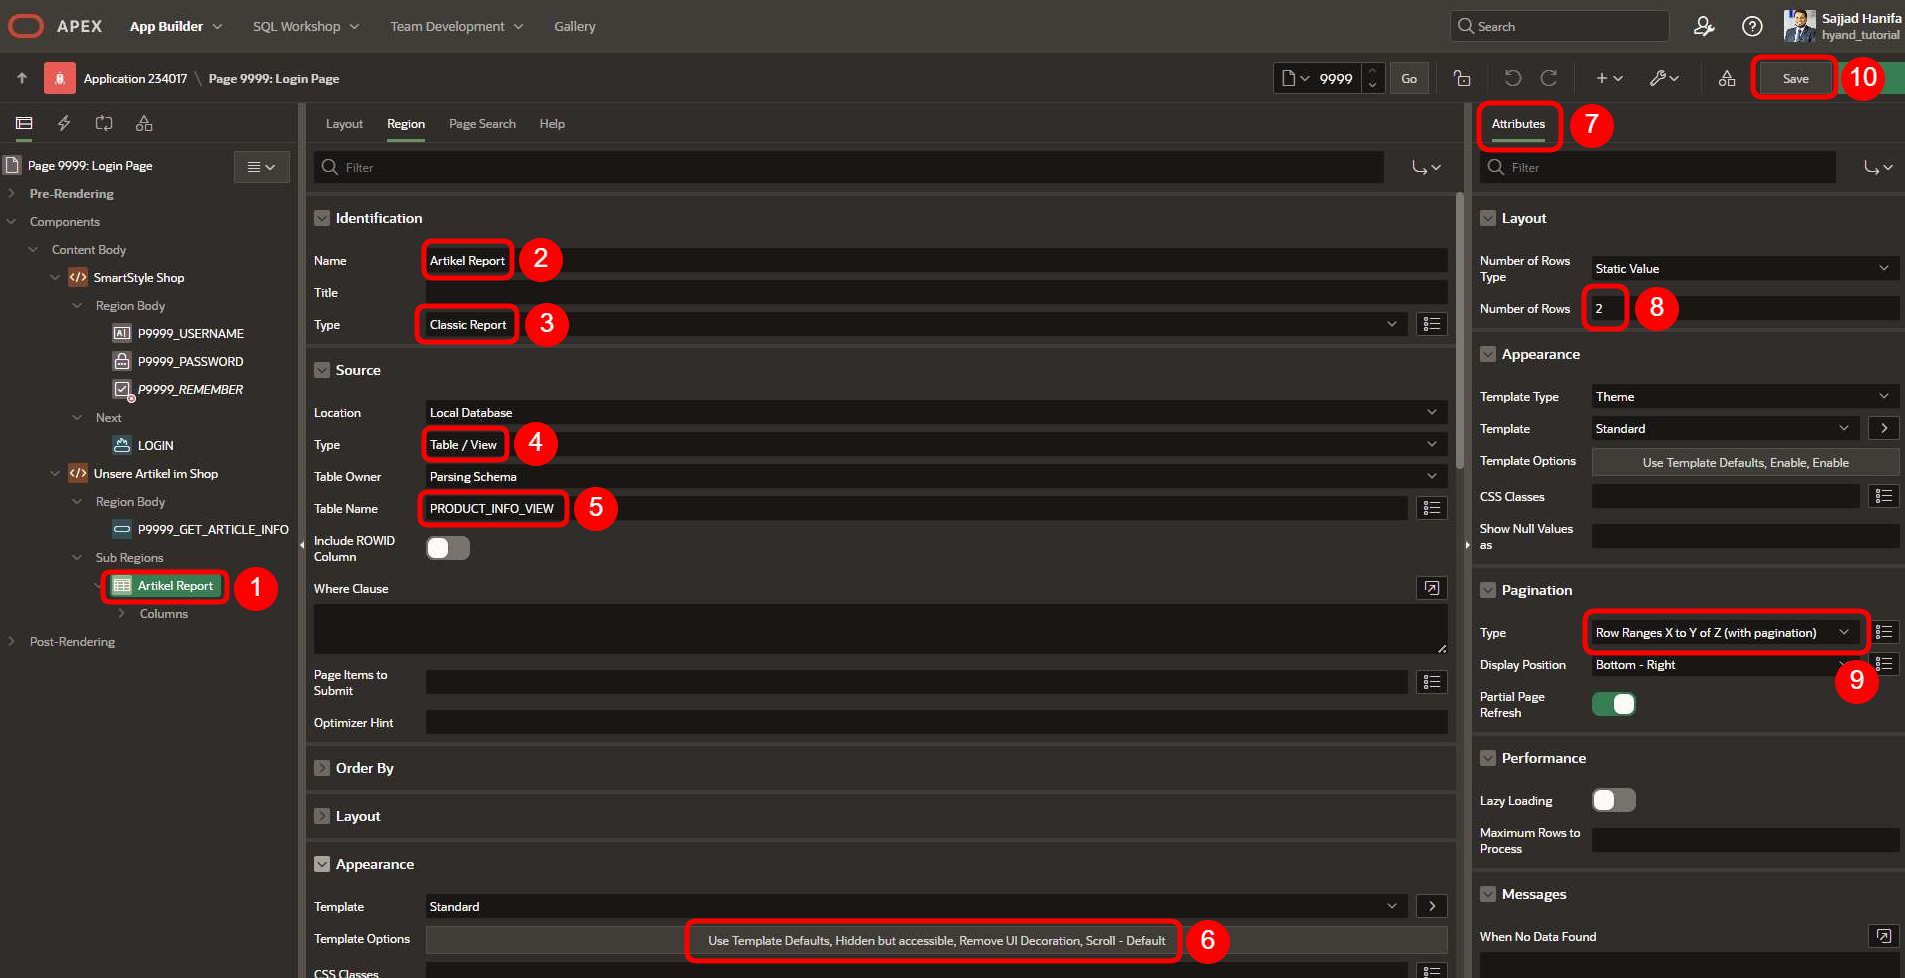 APEX App Builder SQL Workshop Team Development Gallery Search Sajjad Hanifa
hyand_tutorial
Application 234017 \ Page 9999: Login Page 9999 Go Save 10
Layout Region Page Search Help Attributes 7
Page 9999: Login Page
Filter
Filter
Pre-Rendering
Components
Content Body
SmartStyle Shop
Region Body
P9999_USERNAME
P9999_PASSWORD
P9999_REMEMBER
Next
LOGIN
Unsere Artikel im Shop
Region Body
P9999_GET_ARTICLE_INFO
Sub Regions
Artikel Report 1
Columns
Post-Rendering
Identification
Name Artikel Report 2
Title
Type Classic Report 3
Source
Location Local Database
Type Table / View 4
Table Owner Parsing Schema
Table Name PRODUCT_INFO_VIEW 5
Include ROWID
Column
Where Clause
Page Items to
Submit
Optimizer Hint
Order By
Layout
Appearance
Template Standard
Template Options Use Template Defaults, Hidden but accessible, Remove UI Decoration, Scroll - Default 6
CSS Classes
Layout
Number of Rows
Type Static Value
Number of Rows 2 8
Appearance
Template Type Theme
Template Standard
Template Options Use Template Defaults, Enable, Enable
CSS Classes
Show Null Values
as
Pagination
Type Row Ranges X to Y of Z (with pagination)
Display Position Bottom - Right 9
Partial Page
Refresh
Performance
Lazy Loading
Maximum Rows to
Process
Messages
When No Data Found